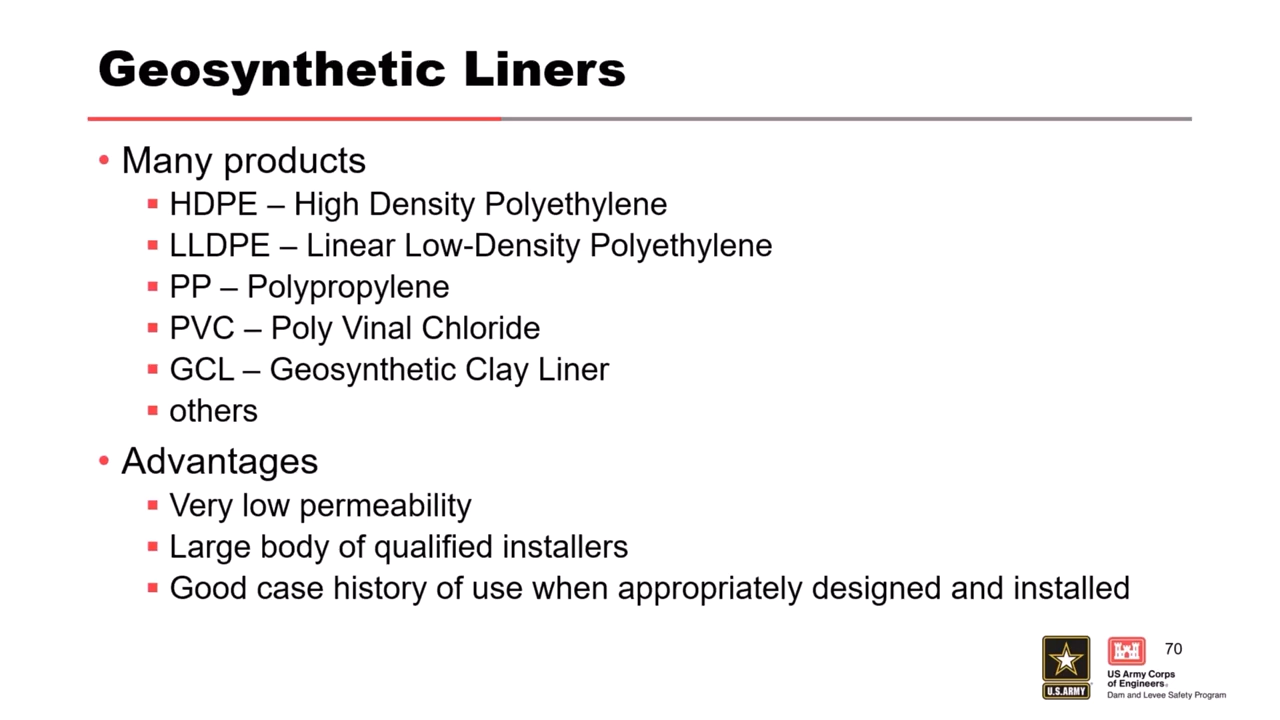 Geosynthetic Liners
• Many products
▪ HDPE – High Density Polyethylene
▪ LLDPE – Linear Low-Density Polyethylene
▪ PP – Polypropylene
▪ PVC – Poly Vinal Chloride
▪ GCL – Geosynthetic Clay Liner
▪ others
• Advantages
▪ Very low permeability
▪ Large body of qualified installers
▪ Good case history of use when appropriately designed and installed
U.S.ARMY
US Army Corps
of Engineers®
Dam and Levee Safety Program
70